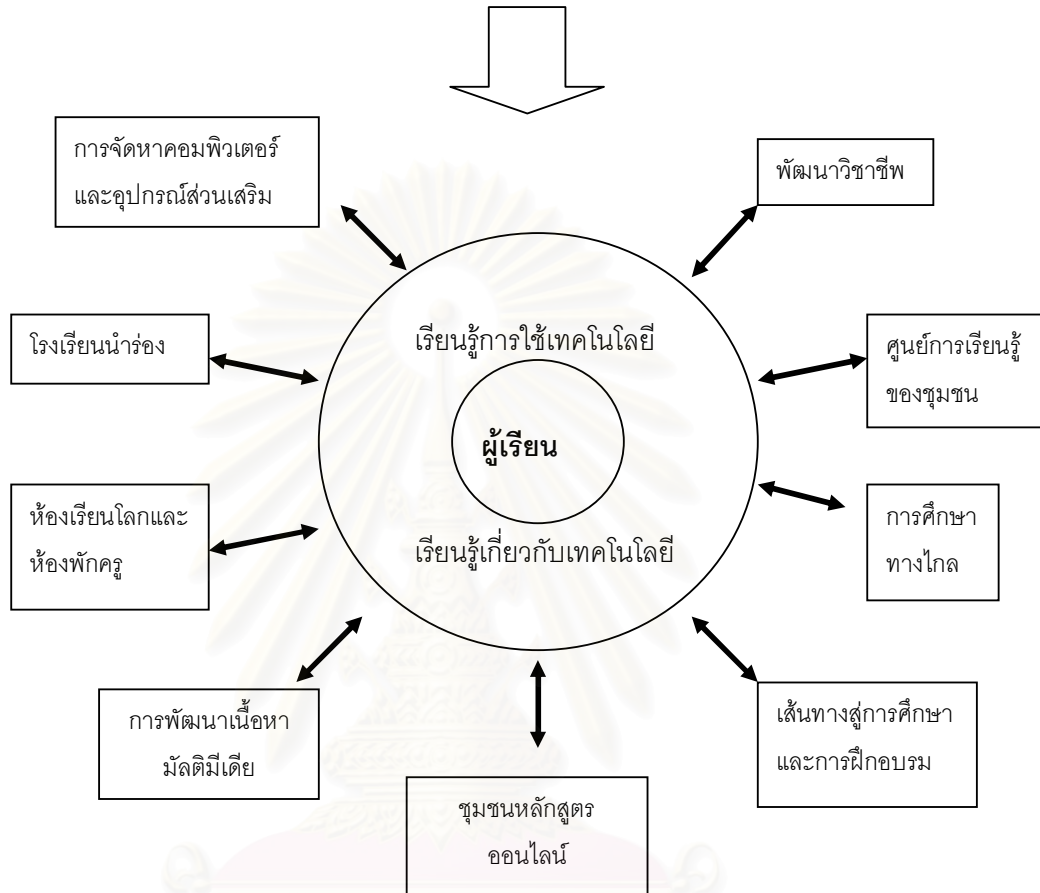 การจัดหาคอมพิวเตอร์
และอุปกรณ์ส่วนเสริม
พัฒนาวิชาชีพ
เรียนรู้การใช้เทคโนโลยี
โรงเรียนนำร่อง
ศูนย์การเรียนรู้
ของชุมชน
ผู้เรียน
ห้องเรียนโลกและ
ห้องพักครู
การศึกษา
ทางไกล
เรียนรู้เกี่ยวกับเทคโนโลยี
การพัฒนาเนื้อหา
มัลติมีเดีย
เส้นทางสู่การศึกษา
และการฝึกอบรม
ชุมชนหลักสูตร
ออนไลน์